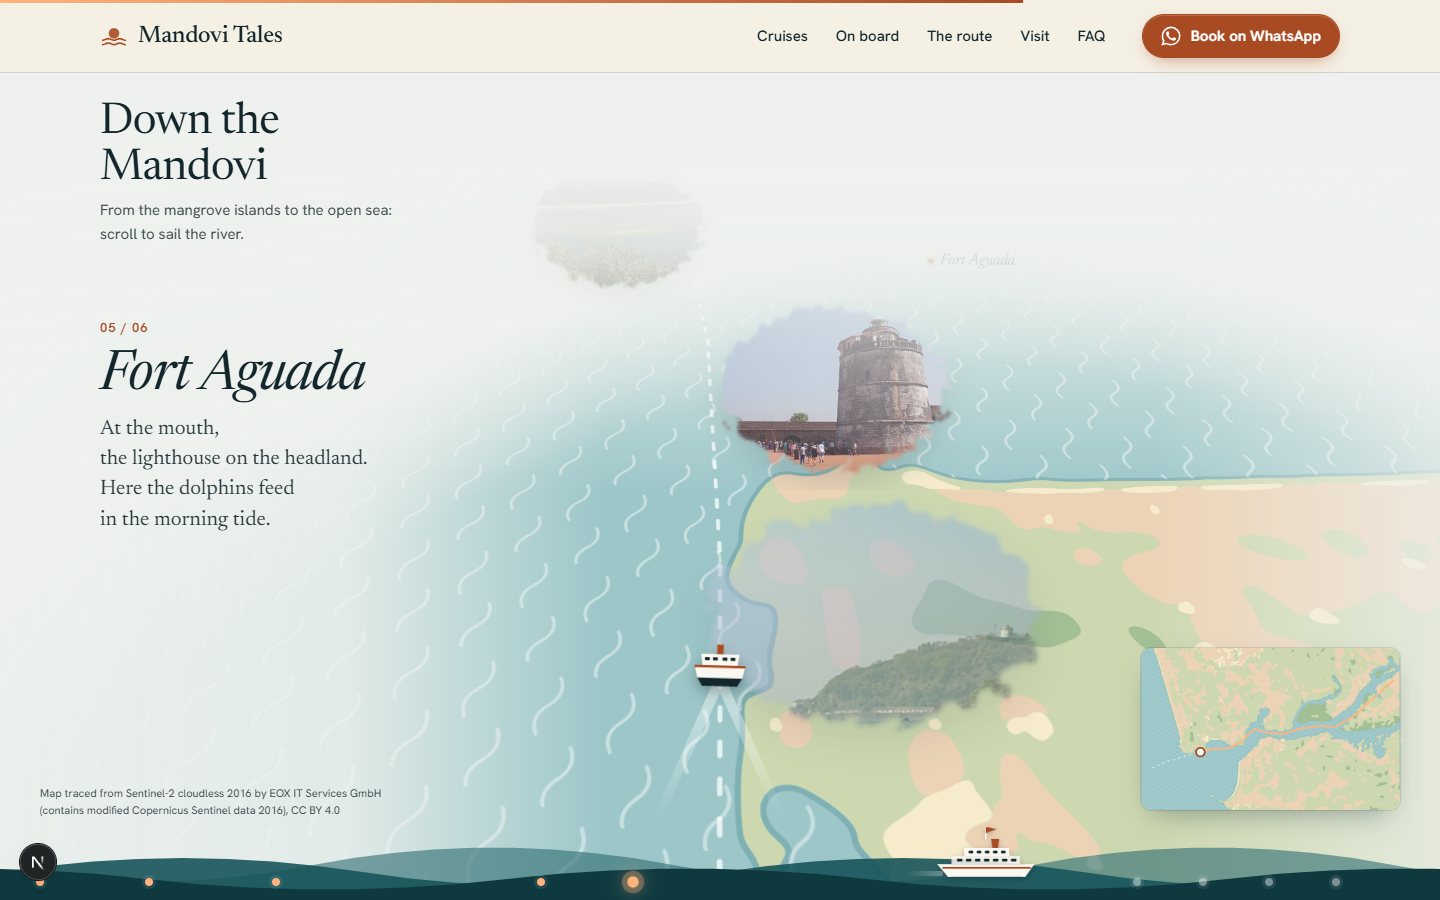 Mandovi Tales
Cruises
On board
The route
Visit
FAQ
Book on WhatsApp
Down the
Mandovi
From the mangrove islands to the open sea:
scroll to sail the river.
Fort Aguada
05 / 06
Fort Aguada
At the mouth,
the lighthouse on the headland.
Here the dolphins feed
in the morning tide.
Map traced from Sentinel-2 cloudless 2016 by EOX IT Services GmbH
(contains modified Copernicus Sentinel data 2016), CC BY 4.0
N